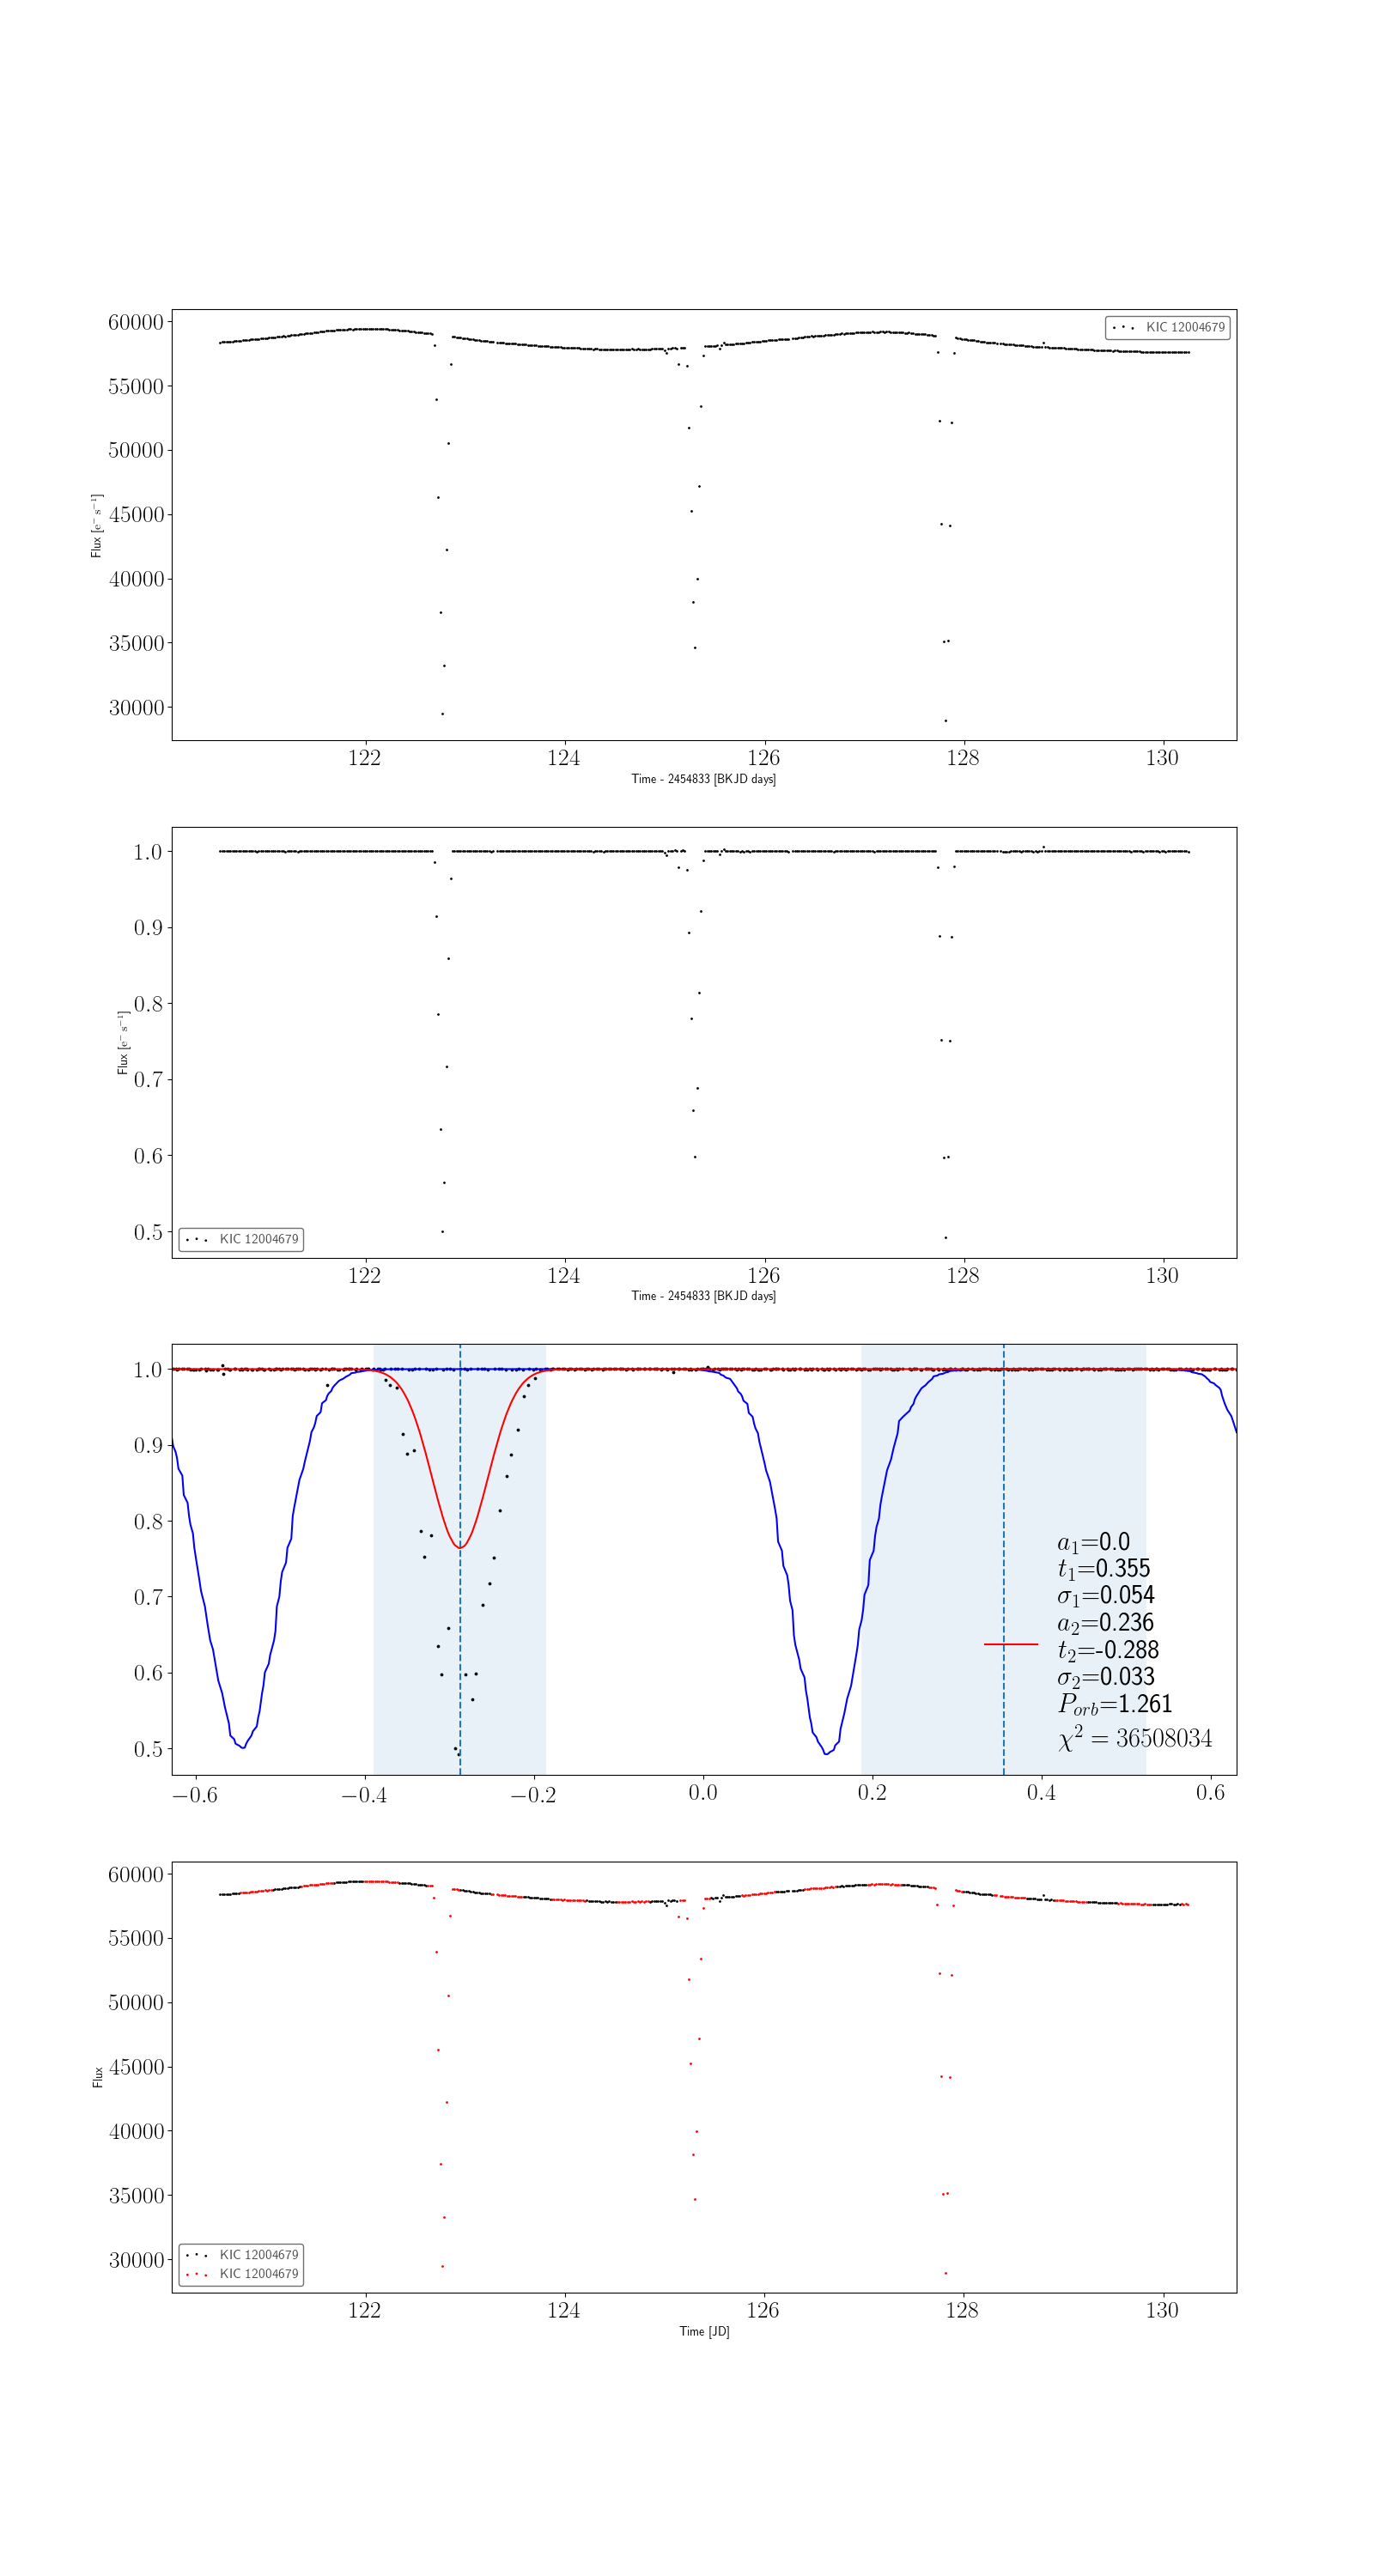 60000
55000
50000
45000
40000
35000
30000
Flux [e⁻ s⁻¹]
KIC 12004679
122 124 126 128 130
Time - 2454833 [BKJD days]
1.0
0.9
0.8
0.7
0.6
0.5
Flux [e⁻ s⁻¹]
KIC 12004679
122 124 126 128 130
Time - 2454833 [BKJD days]
1.0
0.9
0.8
0.7
0.6
0.5
a₁=0.0
t₁=0.355
σ₁=0.054
a₂=0.236
t₂=-0.288
σ₂=0.033
P_orb=1.261
χ² = 36508034
−0.6 −0.4 −0.2 0.0 0.2 0.4 0.6
60000
55000
50000
45000
40000
35000
30000
Flux
KIC 12004679
KIC 12004679
122 124 126 128 130
Time [JD]